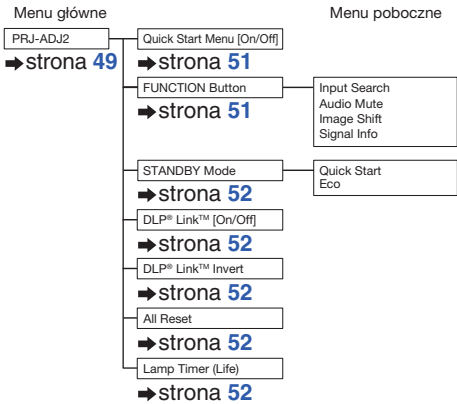 Menu główne
Menu poboczne
PRJ-ADJ2
➡strona 49
Quick Start Menu [On/Off]
➡strona 51
FUNCTION Button
➡strona 51
Input Search
Audio Mute
Image Shift
Signal Info
STANDBY Mode
➡strona 52
Quick Start
Eco
DLP® Link™ [On/Off]
➡strona 52
DLP® Link™ Invert
➡strona 52
All Reset
➡strona 52
Lamp Timer (Life)
➡strona 52